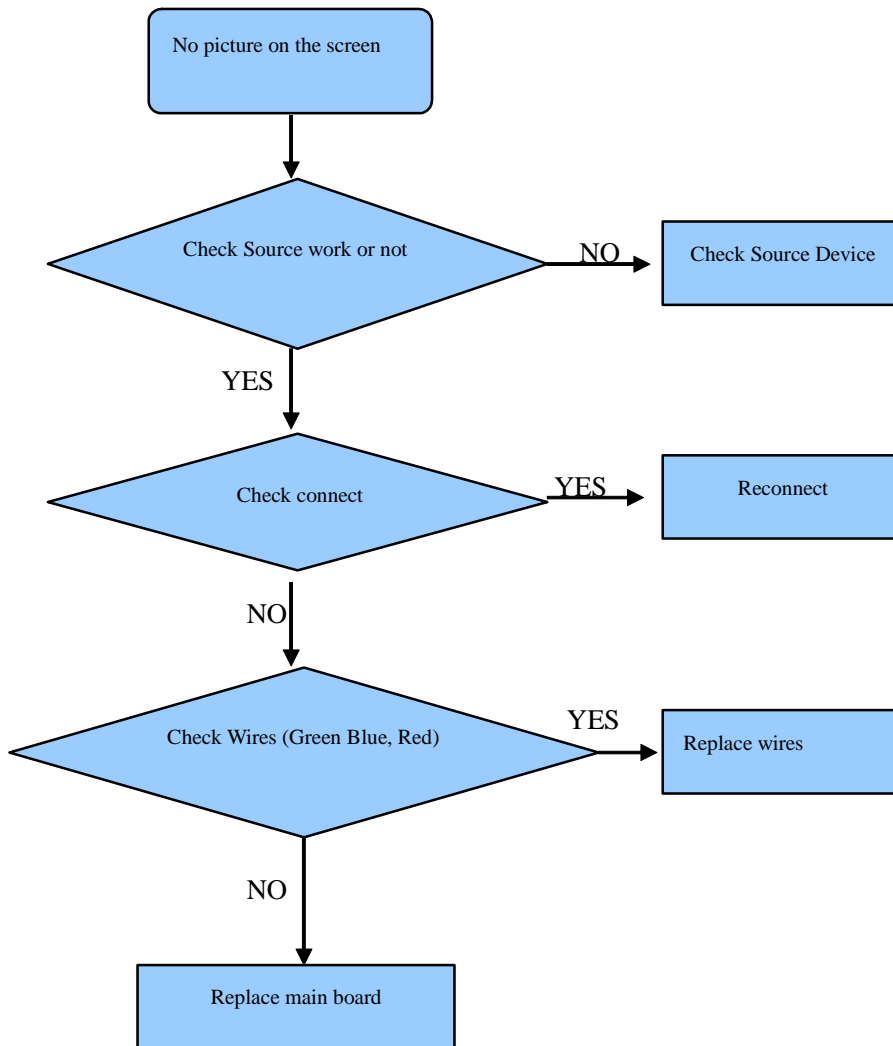 No picture on the screen
Check Source work or not
NO
Check Source Device
YES
Check connect
YES
Reconnect
NO
Check Wires (Green Blue, Red)
YES
Replace wires
NO
Replace main board